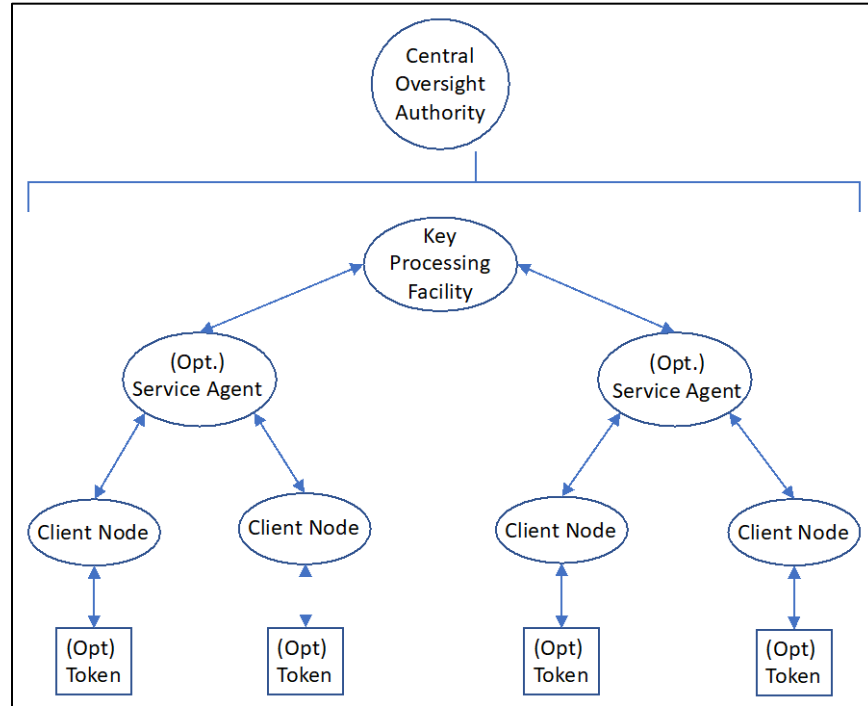 Central
Oversight
Authority
Key
Processing
Facility
(Opt.)
Service Agent
(Opt.)
Service Agent
Client Node
Client Node
Client Node
Client Node
(Opt)
Token
(Opt)
Token
(Opt)
Token
(Opt)
Token